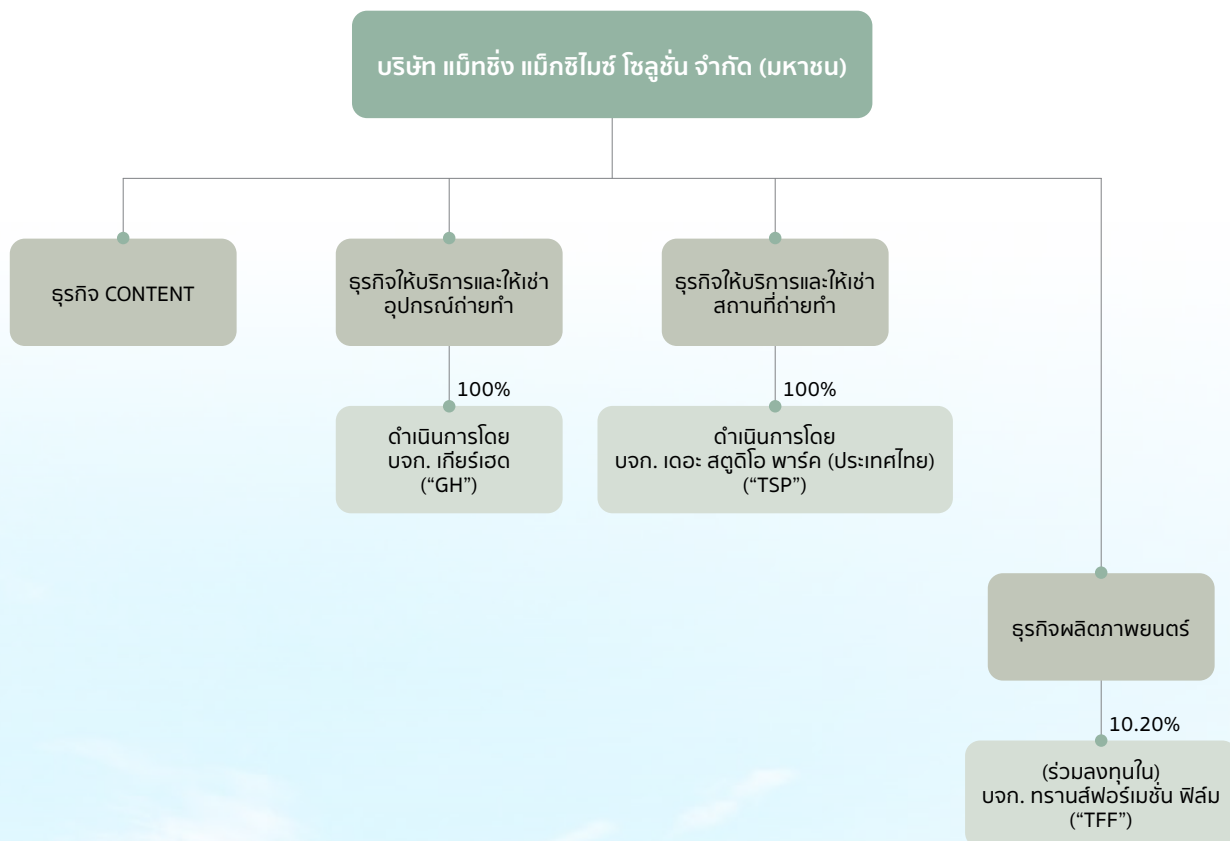 บริษัท แม็ทชิ่ง แม็กซิไมซ์ โซลูชั่น จำกัด (มหาชน)
ธุรกิจ CONTENT
ธุรกิจให้บริการและให้เช่า
อุปกรณ์ถ่ายทำ
ธุรกิจให้บริการและให้เช่า
สถานที่ถ่ายทำ
100%
100%
ดำเนินการโดย
บจก. เกียร์เฮด
(“GH”)
ดำเนินการโดย
บจก. เดอะ สตูดิโอ พาร์ค (ประเทศไทย)
(“TSP”)
ธุรกิจผลิตภาพยนตร์
10.20%
(ร่วมลงทุนใน)
บจก. ทรานส์ฟอร์เมชั่น ฟิล์ม
(“TFF”)